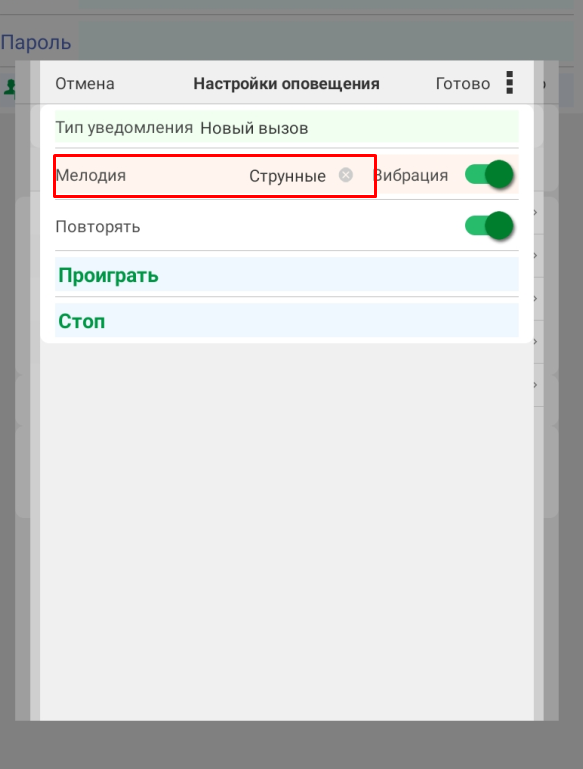 Пароль
Отмена Настройки оповещения Готово
Тип уведомления Новый вызов
Мелодия Струнные Вибрация
Повторять
Проиграть
Стоп